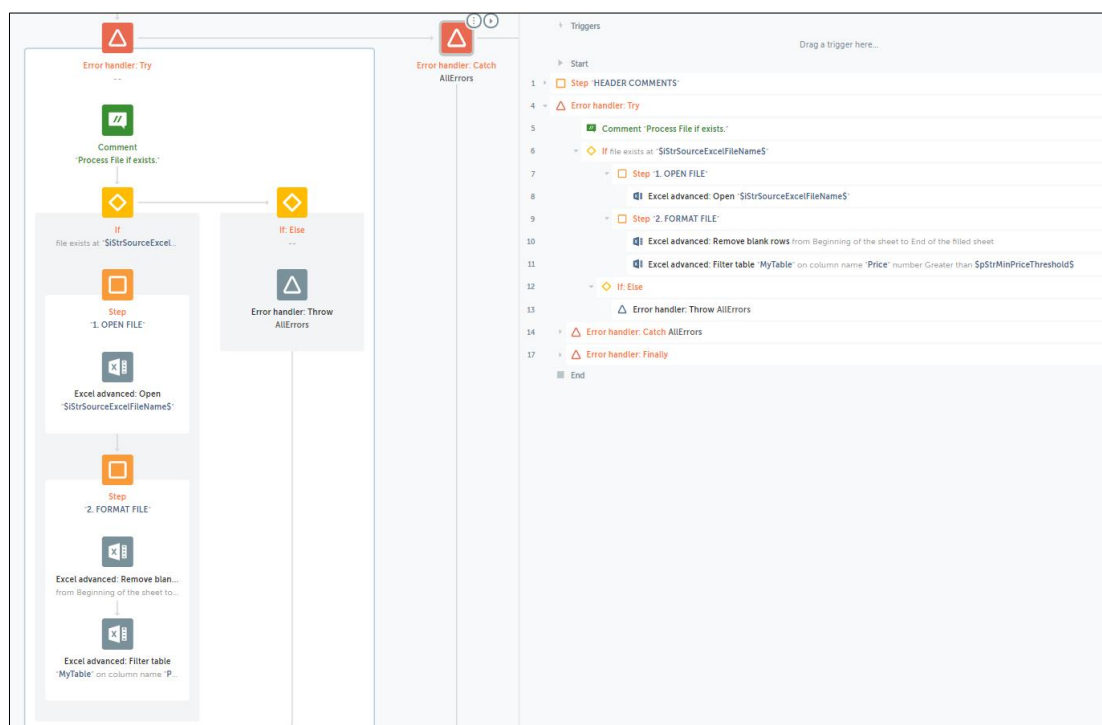 Error handler: Try
--
Error handler: Catch
AllErrors
//
Comment
"Process File if exists."
If
file exists at "$iStrSourceExcel...
If: Else
--
Step
"1. OPEN FILE"
Error handler: Throw
AllErrors
Excel advanced: Open
"$iStrSourceExcelFileName$"
Step
"2. FORMAT FILE"
Excel advanced: Remove blan...
from Beginning of the sheet to...
Excel advanced: Filter table
"MyTable" on column name "P...
Triggers
Drag a trigger here...
Start
1 Step "HEADER COMMENTS"
4 Error handler: Try
5 // Comment "Process File if exists."
6 If file exists at "$iStrSourceExcelFileName$"
7 Step "1. OPEN FILE"
8 Excel advanced: Open "$iStrSourceExcelFileName$"
9 Step "2. FORMAT FILE"
10 Excel advanced: Remove blank rows from Beginning of the sheet to End of the filled sheet
11 Excel advanced: Filter table "MyTable" on column name "Price" number Greater than $pStrMinPriceThreshold$
12 If: Else
13 Error handler: Throw AllErrors
14 Error handler: Catch AllErrors
17 Error handler: Finally
End